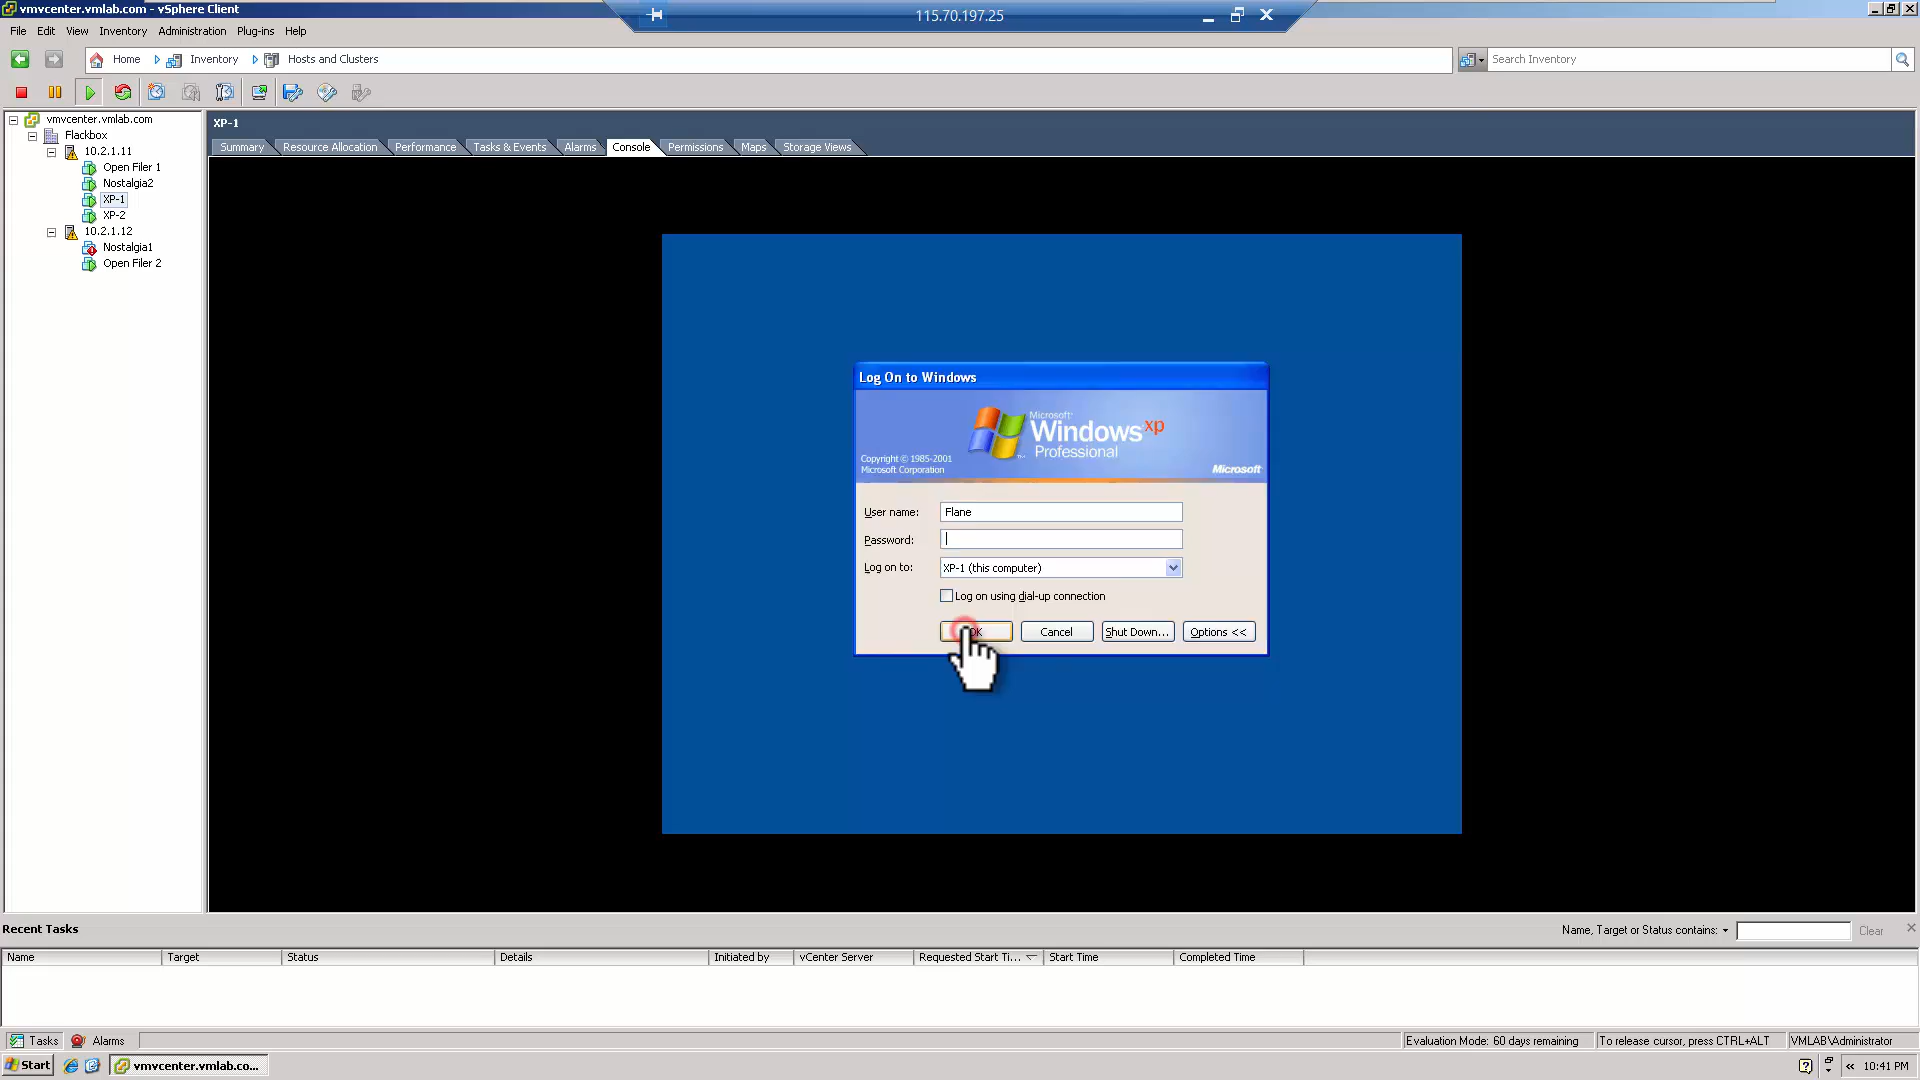 vmvcenter.vmlab.com - vSphere Client
115.70.197.25
File Edit View Inventory Administration Plug-ins Help
Home Inventory Hosts and Clusters
Search Inventory
vmvcenter.vmlab.com
Flackbox
10.2.1.11
Open Filer 1
Nostalgia2
XP-1
XP-2
10.2.1.12
Nostalgia1
Open Filer 2
XP-1
Summary Resource Allocation Performance Tasks & Events Alarms Console Permissions Maps Storage Views
Log On to Windows
Microsoft
Windows xp
Professional
Copyright © 1985-2001
Microsoft Corporation
Microsoft
User name: Flane
Password:
Log on to: XP-1 (this computer)
Log on using dial-up connection
OK Cancel Shut Down... Options <<
Recent Tasks
Name, Target or Status contains: Clear
Name Target Status Details Initiated by vCenter Server Requested Start Ti... Start Time Completed Time
Tasks Alarms
Evaluation Mode: 60 days remaining To release cursor, press CTRL+ALT VMLAB\Administrator
Start vmvcenter.vmlab.co... « 10:41 PM